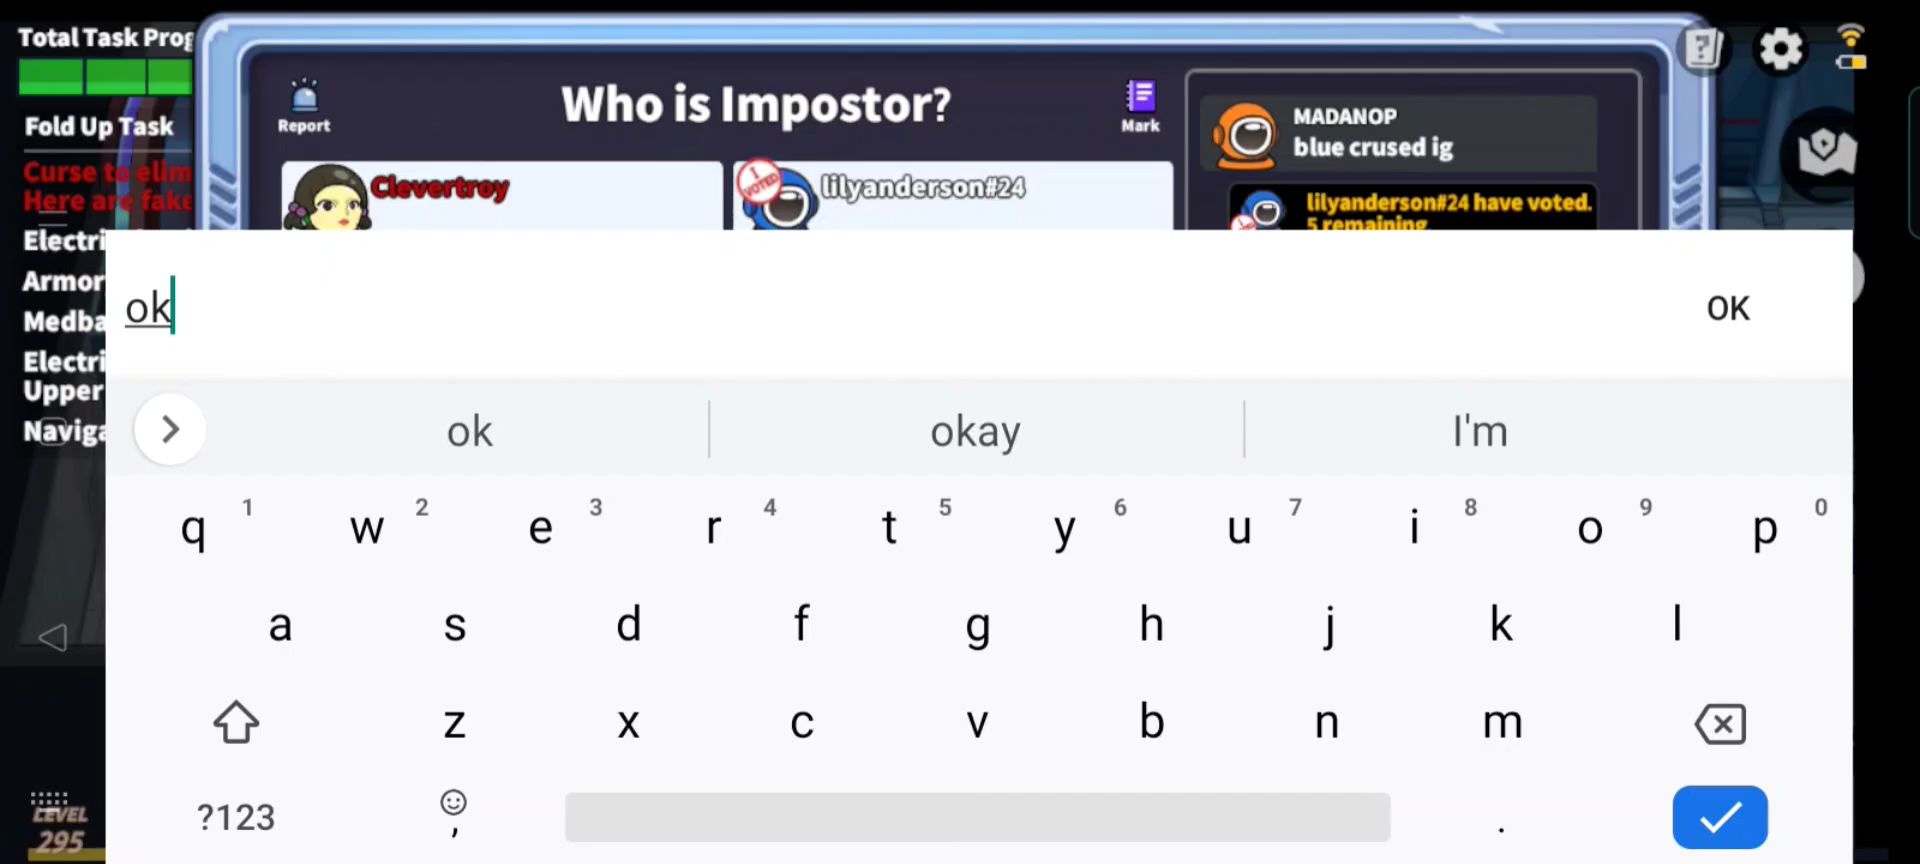 Total Task Prog
Fold Up Task
Curse to elim
Here are fake
Electri
Armor
Medba
Electri
Upper
Naviga
LEVEL
295
Report
Who is Impostor?
Mark
Clevertroy
I VOTED
lilyanderson#24
MADANOP
blue crused ig
lilyanderson#24 have voted.
5 remaining
ok
OK
ok okay I'm
q 1 w 2 e 3 r 4 t 5 y 6 u 7 i 8 o 9 p 0
a s d f g h j k l
z x c v b n m
?123 , .